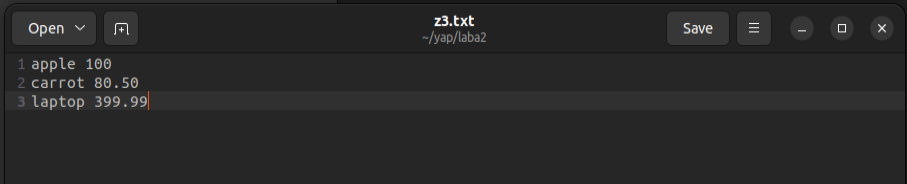 Open
z3.txt
~/yap/laba2
Save
1 apple 100
2 carrot 80.50
3 laptop 399.99